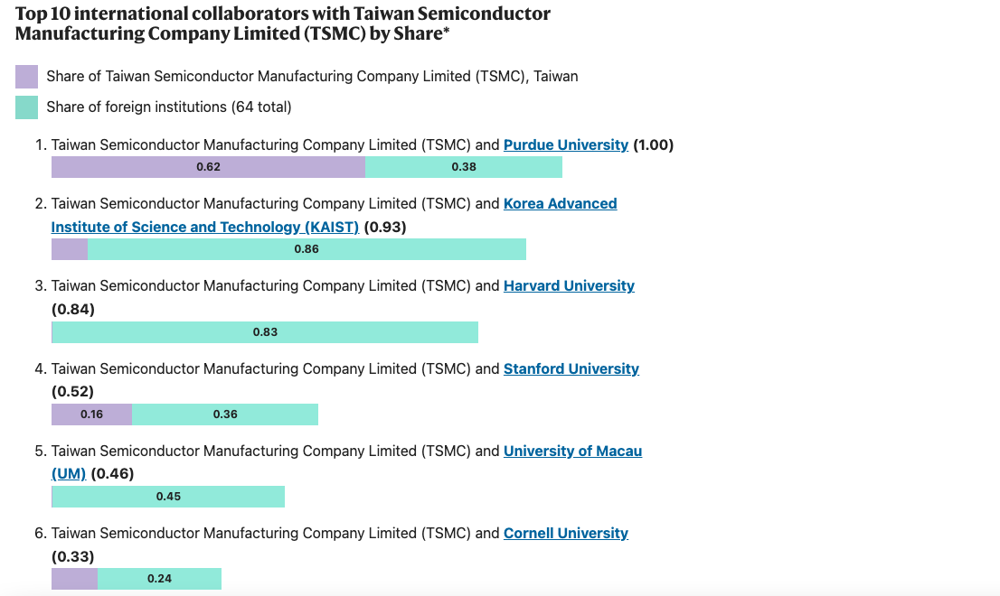 Top 10 international collaborators with Taiwan Semiconductor
Manufacturing Company Limited (TSMC) by Share*
Share of Taiwan Semiconductor Manufacturing Company Limited (TSMC), Taiwan
Share of foreign institutions (64 total)
1. Taiwan Semiconductor Manufacturing Company Limited (TSMC) and Purdue University (1.00)
0.62 0.38
2. Taiwan Semiconductor Manufacturing Company Limited (TSMC) and Korea Advanced
Institute of Science and Technology (KAIST) (0.93)
0.86
3. Taiwan Semiconductor Manufacturing Company Limited (TSMC) and Harvard University
(0.84)
0.83
4. Taiwan Semiconductor Manufacturing Company Limited (TSMC) and Stanford University
(0.52)
0.16 0.36
5. Taiwan Semiconductor Manufacturing Company Limited (TSMC) and University of Macau
(UM) (0.46)
0.45
6. Taiwan Semiconductor Manufacturing Company Limited (TSMC) and Cornell University
(0.33)
0.24